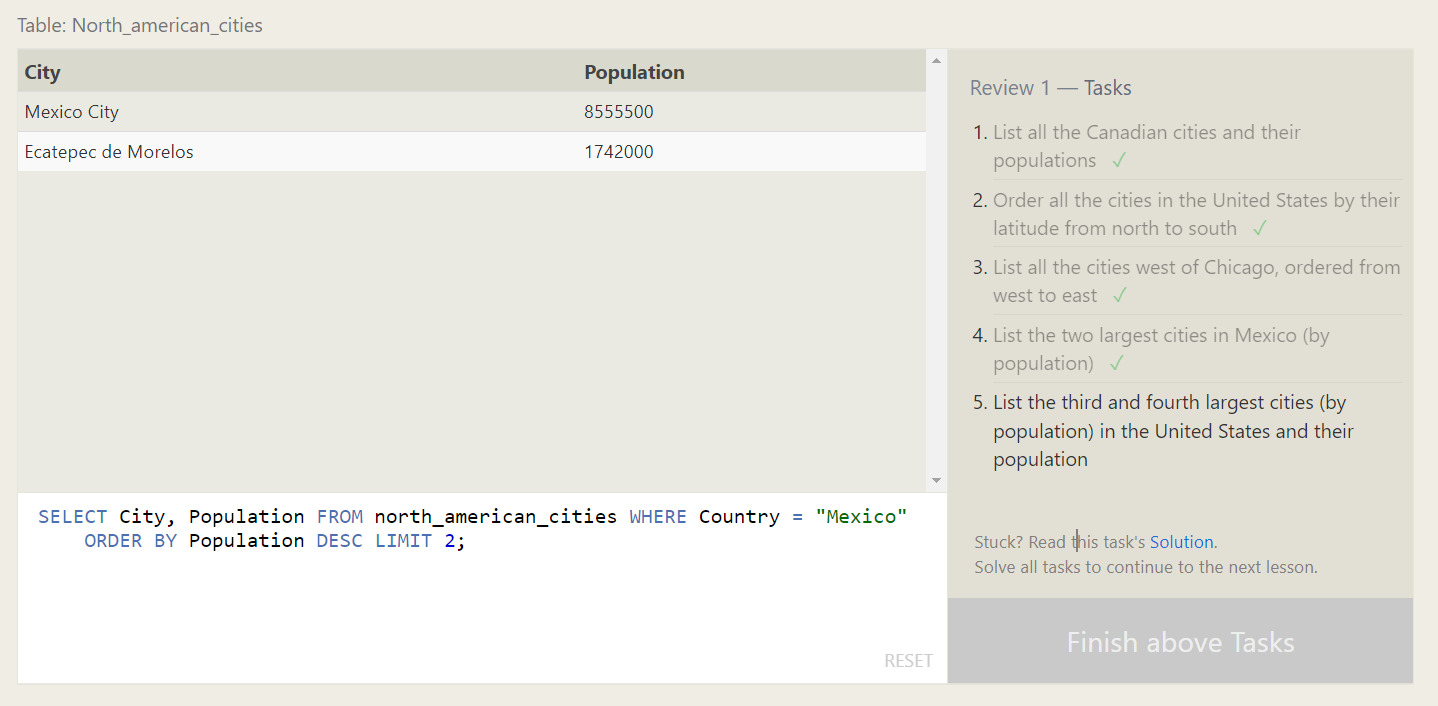 Table: North_american_cities
City Population
Mexico City 8555500
Ecatepec de Morelos 1742000
SELECT City, Population FROM north_american_cities WHERE Country = "Mexico"
ORDER BY Population DESC LIMIT 2;
RESET
Review 1 — Tasks
1. List all the Canadian cities and their
populations ✓
2. Order all the cities in the United States by their
latitude from north to south ✓
3. List all the cities west of Chicago, ordered from
west to east ✓
4. List the two largest cities in Mexico (by
population) ✓
5. List the third and fourth largest cities (by
population) in the United States and their
population
Stuck? Read this task's Solution.
Solve all tasks to continue to the next lesson.
Finish above Tasks